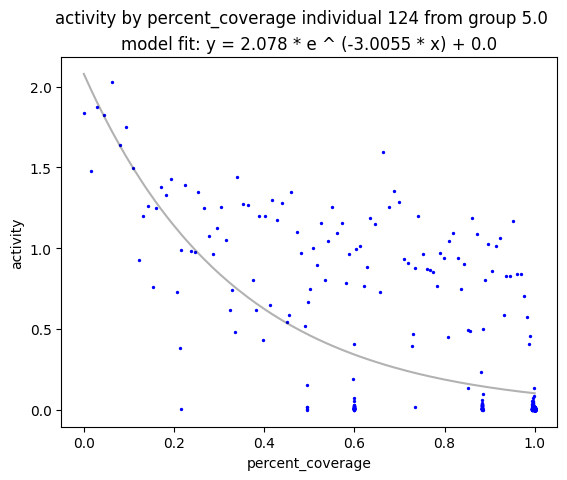 activity by percent_coverage individual 124 from group 5.0
model fit: y = 2.078 * e ^ (-3.0055 * x) + 0.0
2.0
1.5
activity
1.0
0.5
0.0
0.0 0.2 0.4 0.6 0.8 1.0
percent_coverage